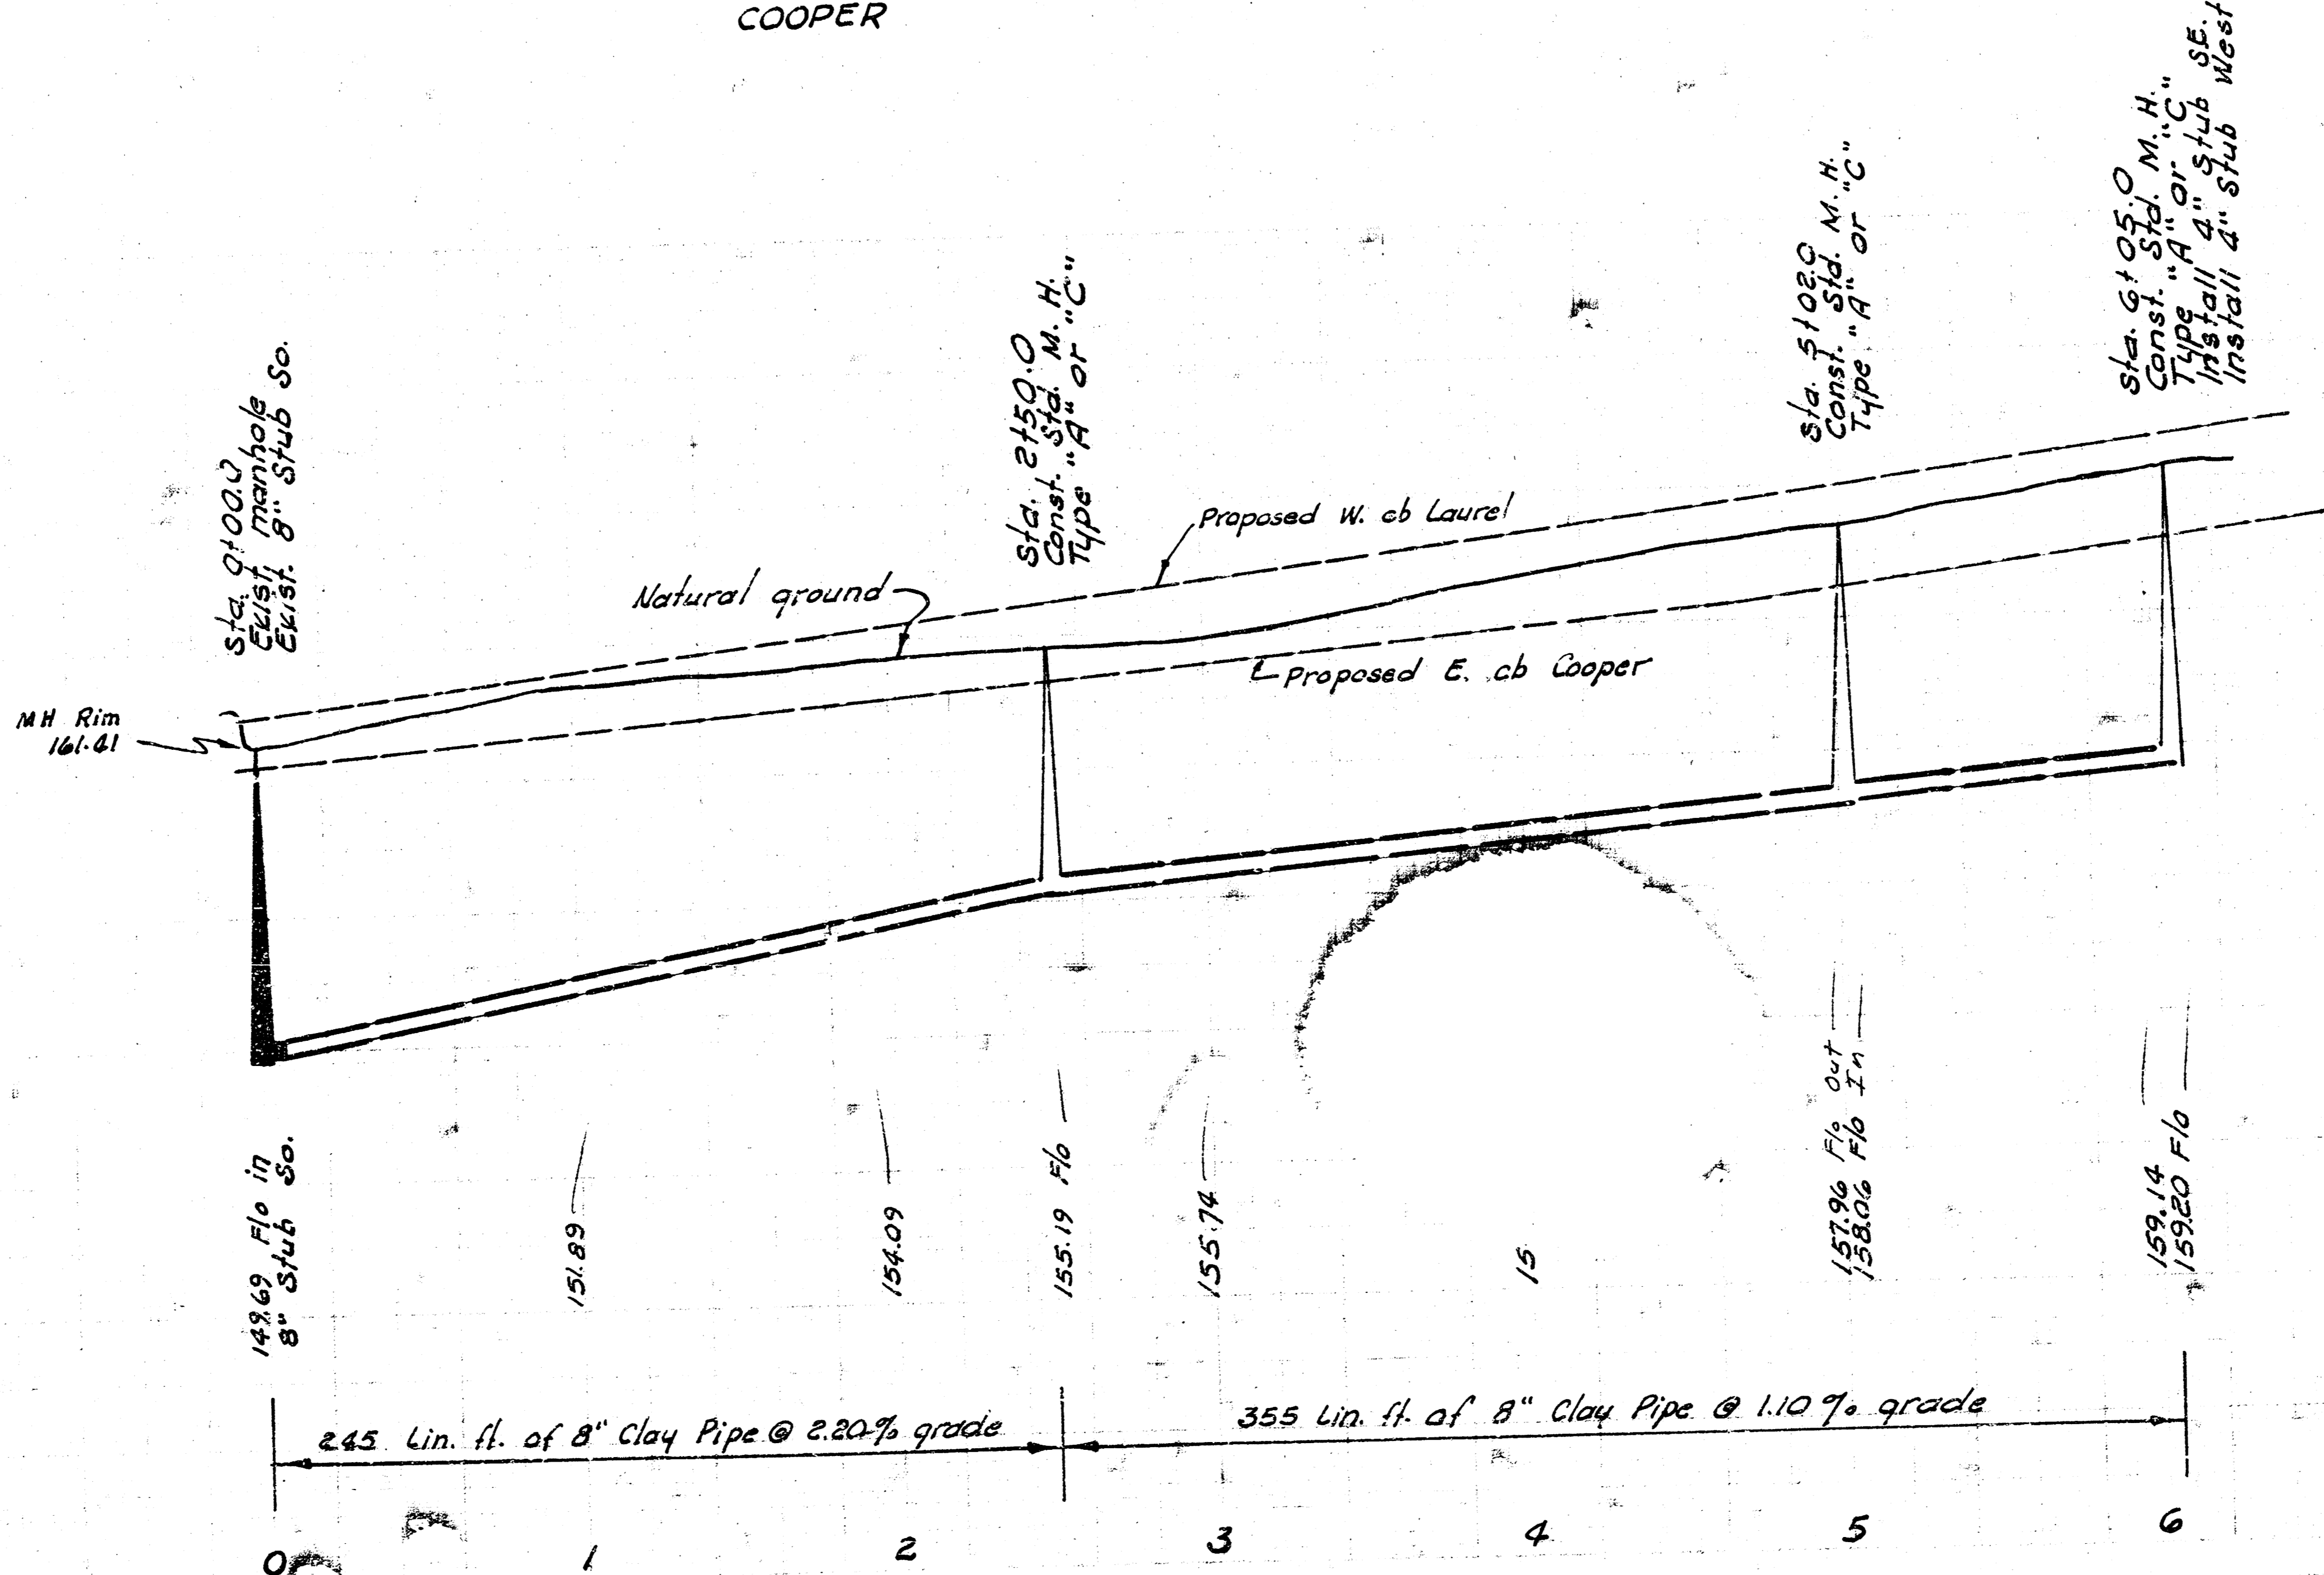 COOPER
Sta. 0+00.0
Exist. manhole
Exist. 8" Stub So.
Sta. 2+50.0
Const. Std. M. H.
Type "A" or "C"
Sta. 5+02.0
Const. Std. M. H.
Type "A" or "C"
Sta. 6+05.0
Const. Std. M. H.
Type "A" or "C"
Install 4" Stub SE.
Install 4" Stub West
Proposed W. cb Laurel
Natural ground
Proposed E. cb Cooper
MH Rim
161.41
149.69 Flo in
8" Stub So.
151.89
154.09
155.19 Flo
155.74
15
157.96 Flo Out
158.06 Flo In
159.14
159.20 Flo
245 Lin. ft. of 8" Clay Pipe @ 2.20% grade
355 Lin. ft. of 8" Clay Pipe @ 1.10% grade
0 1 2 3 4 5 6